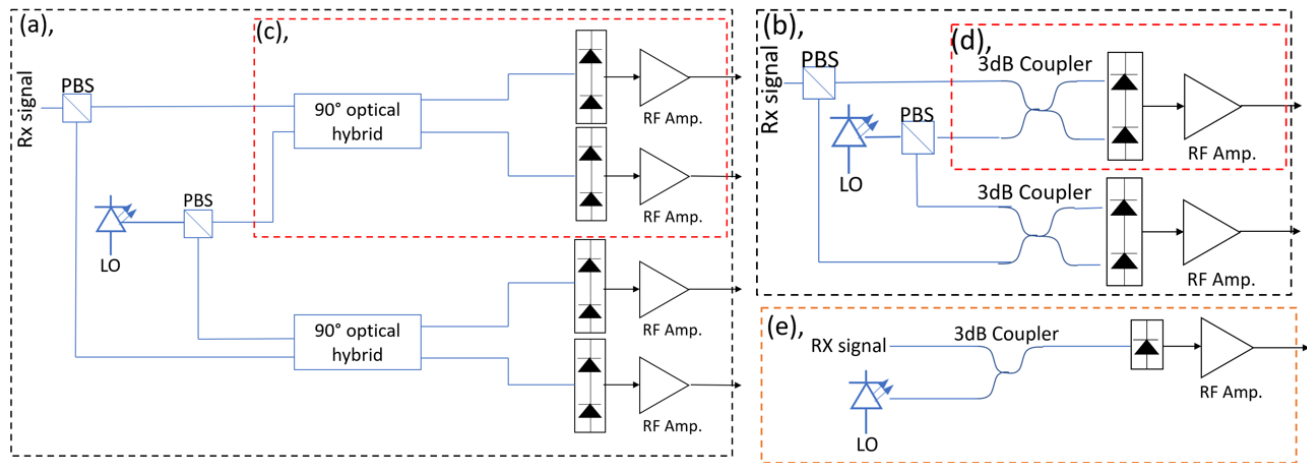 (a),
Rx signal
PBS
(c),
90° optical
hybrid
RF Amp.
RF Amp.
PBS
LO
90° optical
hybrid
RF Amp.
RF Amp.
(b),
Rx signal
PBS
(d),
3dB Coupler
RF Amp.
PBS
LO
3dB Coupler
RF Amp.
(e),
RX signal
3dB Coupler
LO
RF Amp.